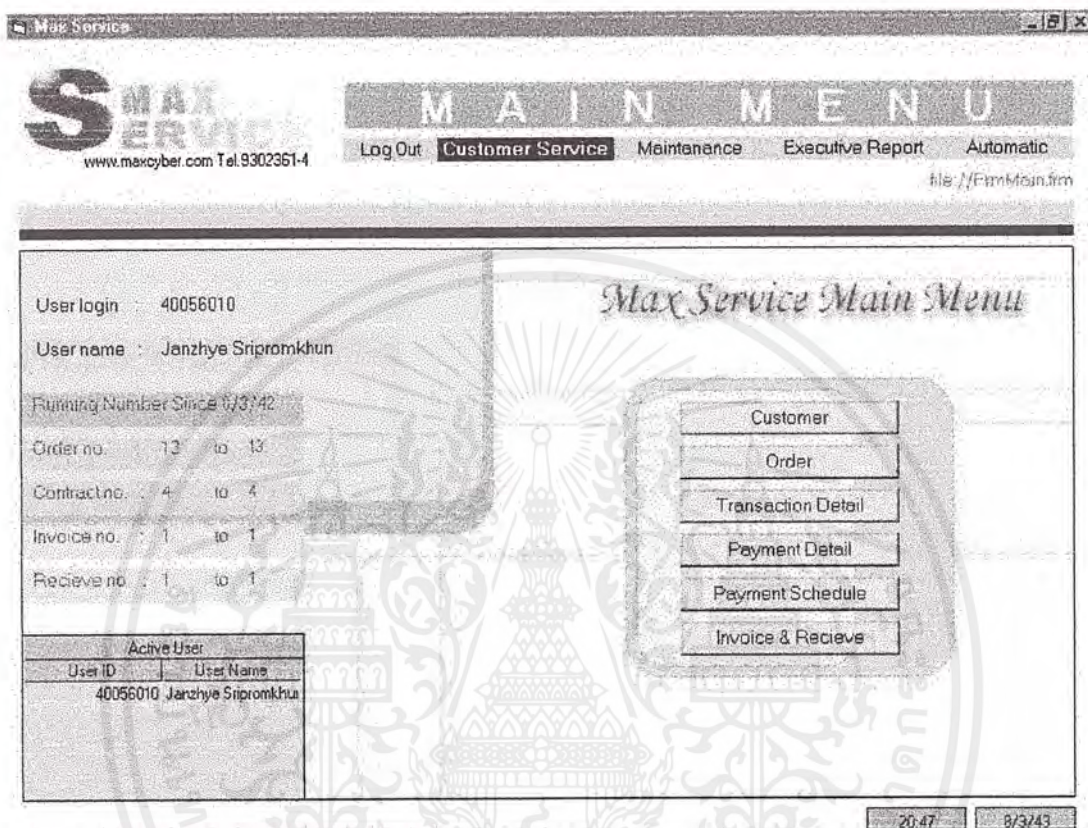 Max Service
S MAX
SERVICE
www.maxcyber.com Tel.9302361-4
MAIN MENU
Log Out Customer Service Maintenance Executive Report Automatic
file://FrmMain.frm
User login : 40056010
User name : Janzhye Sripromkhun
Running Number Since 6/3/42
Order no. : 13 to 13
Contract no. : 4 to 4
Invoice no. : 1 to 1
Recieve no : 1 to 1
Active User
User ID User Name
40056010 Janzhye Sripromkhun
Max Service Main Menu
Customer
Order
Transaction Detail
Payment Detail
Payment Schedule
Invoice & Recieve
20:47 8/3/43